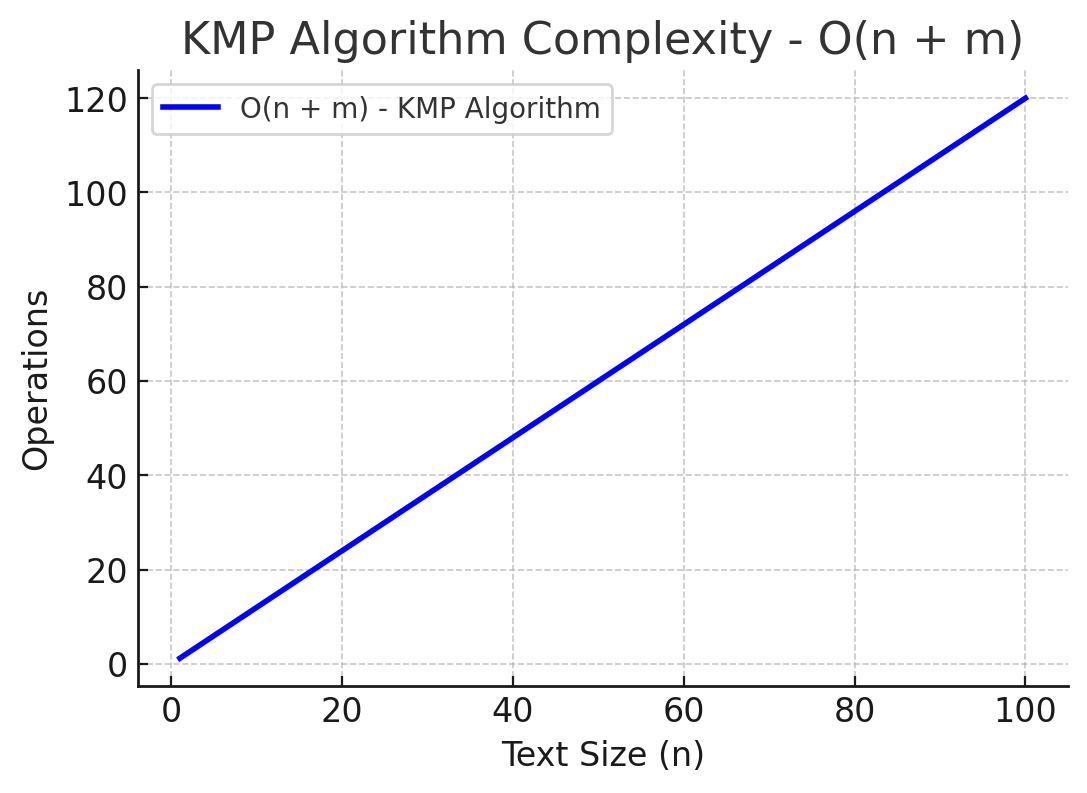 KMP Algorithm Complexity - O(n + m)
O(n + m) - KMP Algorithm
Operations
120
100
80
60
40
20
0
0 20 40 60 80 100
Text Size (n)